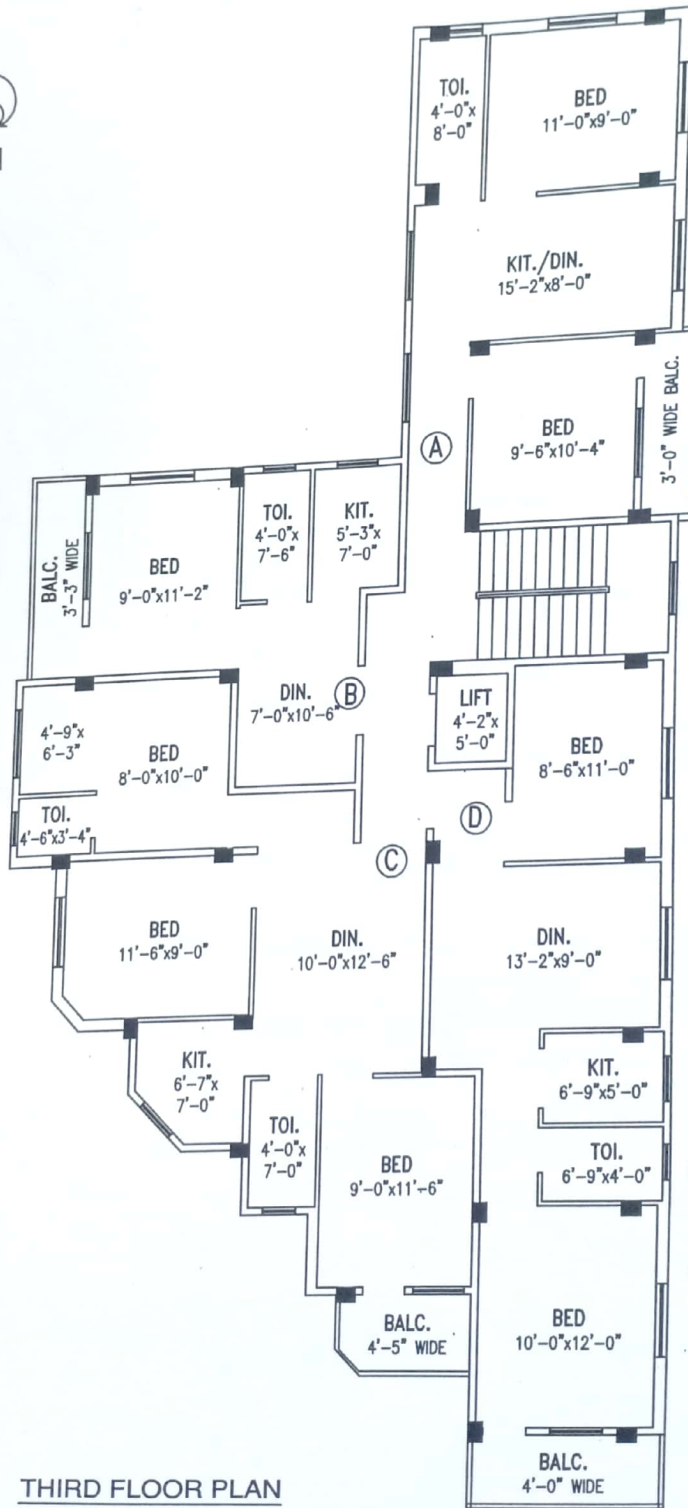 TOI.
4'-0"x
8'-0"
BED
11'-0"x9'-0"
KIT./DIN.
15'-2"x8'-0"
BED
9'-6"x10'-4"
3'-0" WIDE BALC.
A
BALC.
3'-3" WIDE
BED
9'-0"x11'-2"
TOI.
4'-0"x
7'-6"
KIT.
5'-3"x
7'-0"
DIN.
7'-0"x10'-6"
B
LIFT
4'-2"x
5'-0"
BED
8'-6"x11'-0"
4'-9"x
6'-3"
BED
8'-0"x10'-0"
TOI.
4'-6"x3'-4"
D
C
BED
11'-6"x9'-0"
DIN.
10'-0"x12'-6"
DIN.
13'-2"x9'-0"
KIT.
6'-7"x
7'-0"
TOI.
4'-0"x
7'-0"
BED
9'-0"x11'-6"
KIT.
6'-9"x5'-0"
TOI.
6'-9"x4'-0"
BED
10'-0"x12'-0"
BALC.
4'-5" WIDE
BALC.
4'-0" WIDE
THIRD FLOOR PLAN